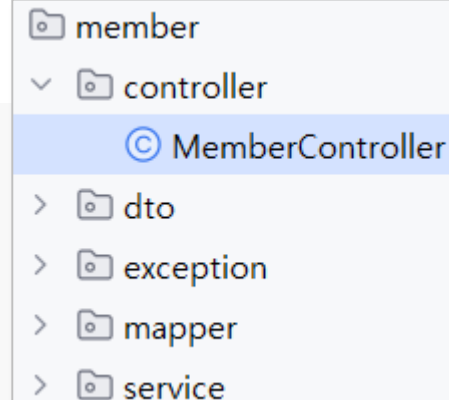 member
controller
MemberController
dto
exception
mapper
service